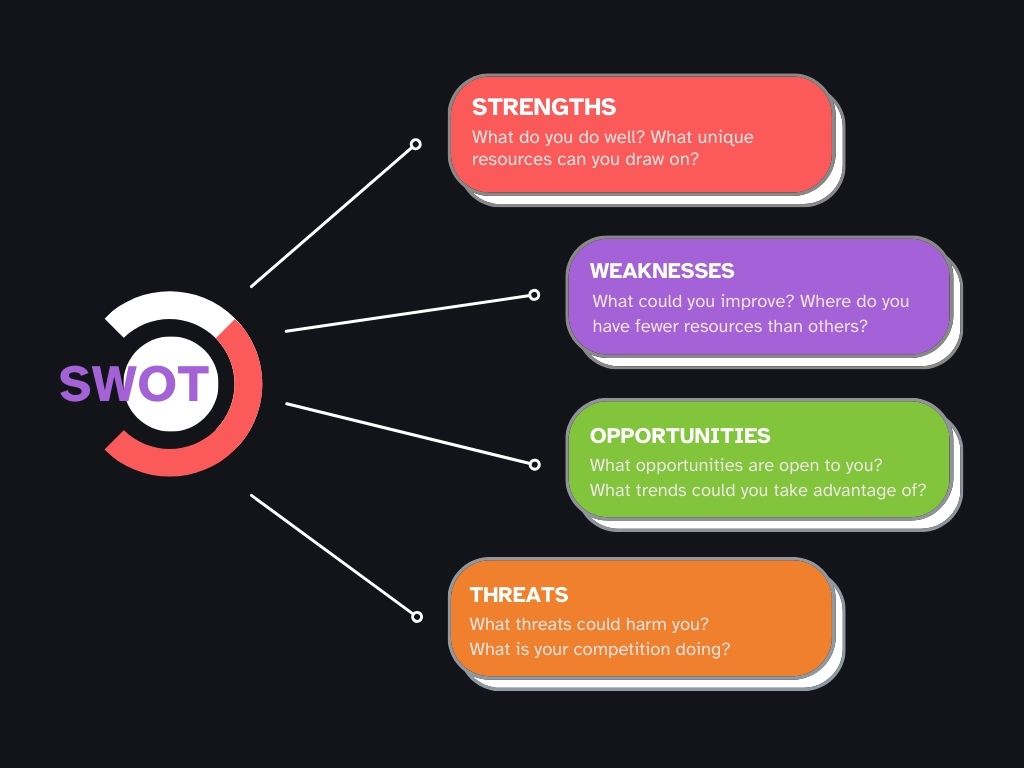 STRENGTHS
What do you do well? What unique
resources can you draw on?
WEAKNESSES
What could you improve? Where do you
have fewer resources than others?
SWOT
OPPORTUNITIES
What opportunities are open to you?
What trends could you take advantage of?
THREATS
What threats could harm you?
What is your competition doing?